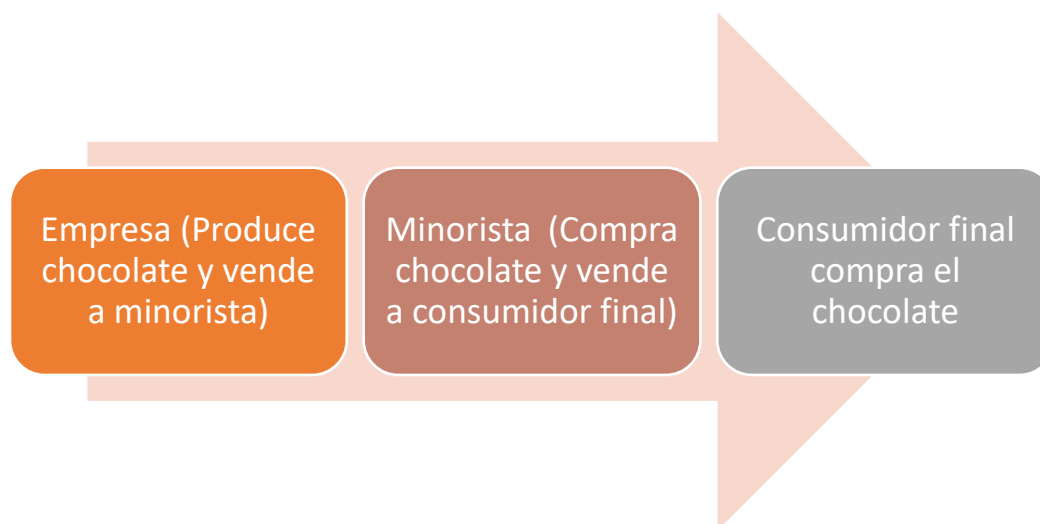 Empresa (Produce
chocolate y vende
a minorista)
Minorista (Compra
chocolate y vende
a consumidor final)
Consumidor final
compra el
chocolate